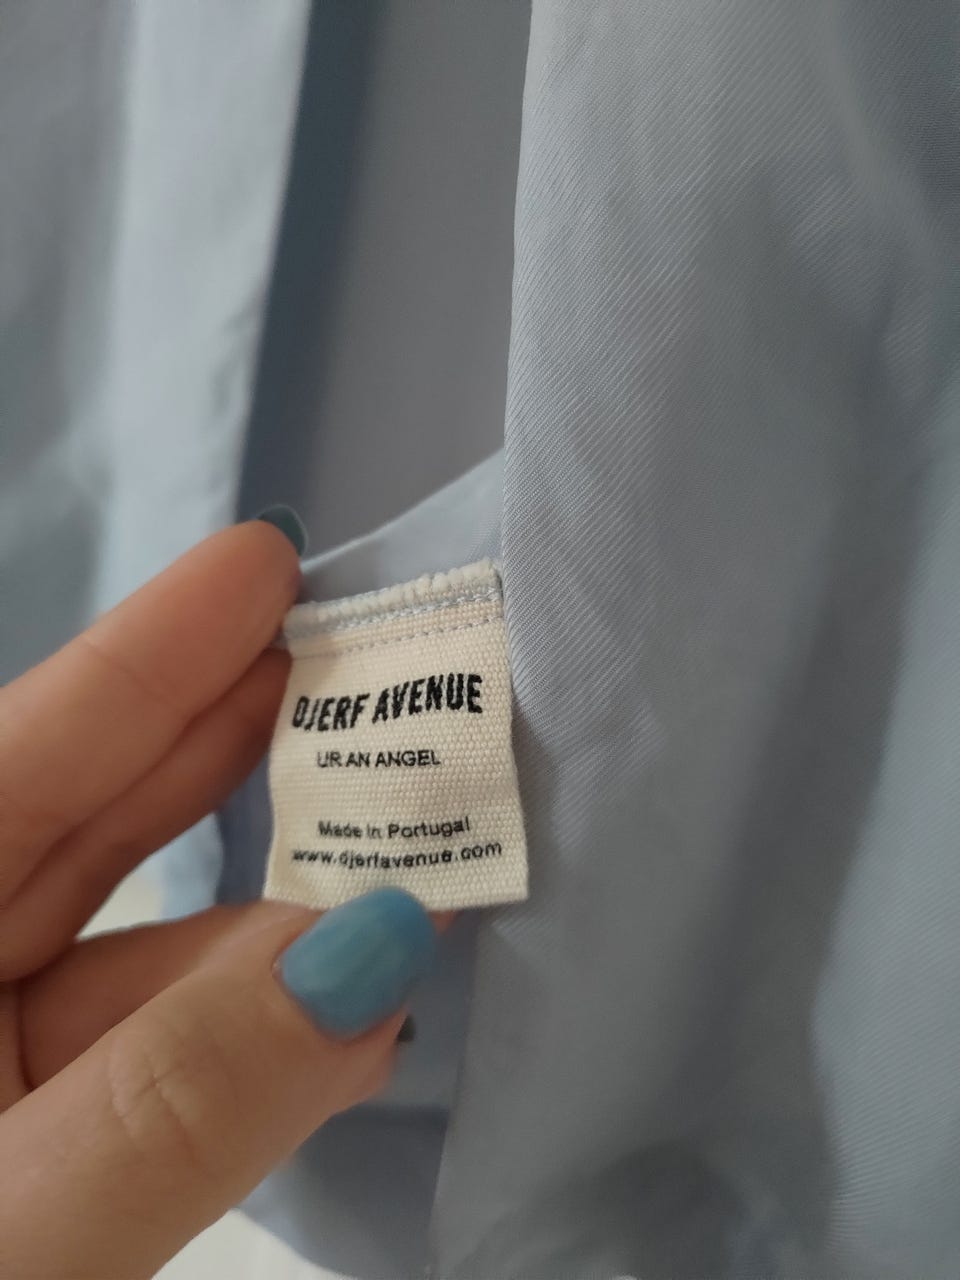 DJERF AVENUE
UR AN ANGEL
Made in Portugal
www.djerfavenue.com